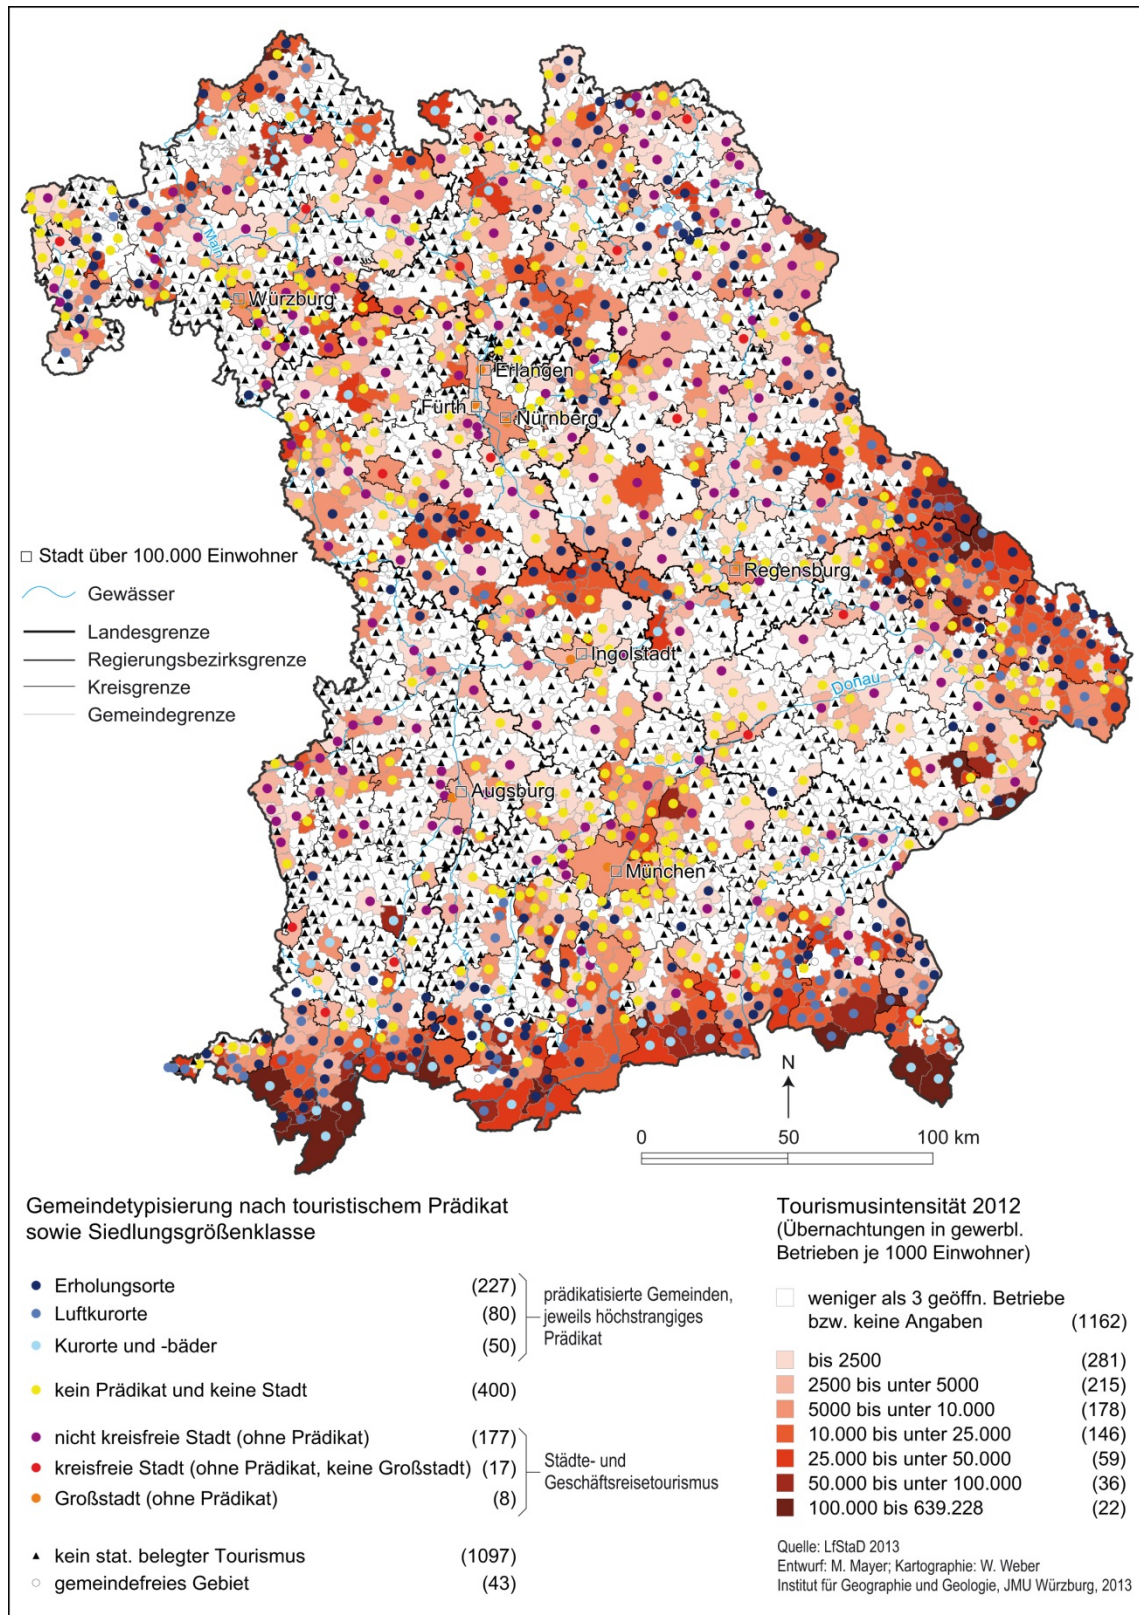 Main
Würzburg
Erlangen
Fürth
Nürnberg
Regensburg
Ingolstadt
Donau
Augsburg
München
Stadt über 100.000 Einwohner
Gewässer
Landesgrenze
Regierungsbezirksgrenze
Kreisgrenze
Gemeindegrenze
N
0 50 100 km
Gemeindetypisierung nach touristischem Prädikat
sowie Siedlungsgrößenklasse
Erholungsorte (227)
Luftkurorte (80)
Kurorte und -bäder (50)
prädikatisierte Gemeinden,
jeweils höchstrangiges
Prädikat
kein Prädikat und keine Stadt (400)
nicht kreisfreie Stadt (ohne Prädikat) (177)
kreisfreie Stadt (ohne Prädikat, keine Großstadt) (17)
Großstadt (ohne Prädikat) (8)
Städte- und
Geschäftsreisetourismus
kein stat. belegter Tourismus (1097)
gemeindefreies Gebiet (43)
Tourismusintensität 2012
(Übernachtungen in gewerbl.
Betrieben je 1000 Einwohner)
weniger als 3 geöffn. Betriebe
bzw. keine Angaben (1162)
bis 2500 (281)
2500 bis unter 5000 (215)
5000 bis unter 10.000 (178)
10.000 bis unter 25.000 (146)
25.000 bis unter 50.000 (59)
50.000 bis unter 100.000 (36)
100.000 bis 639.228 (22)
Quelle: LfStaD 2013
Entwurf: M. Mayer; Kartographie: W. Weber
Institut für Geographie und Geologie, JMU Würzburg, 2013